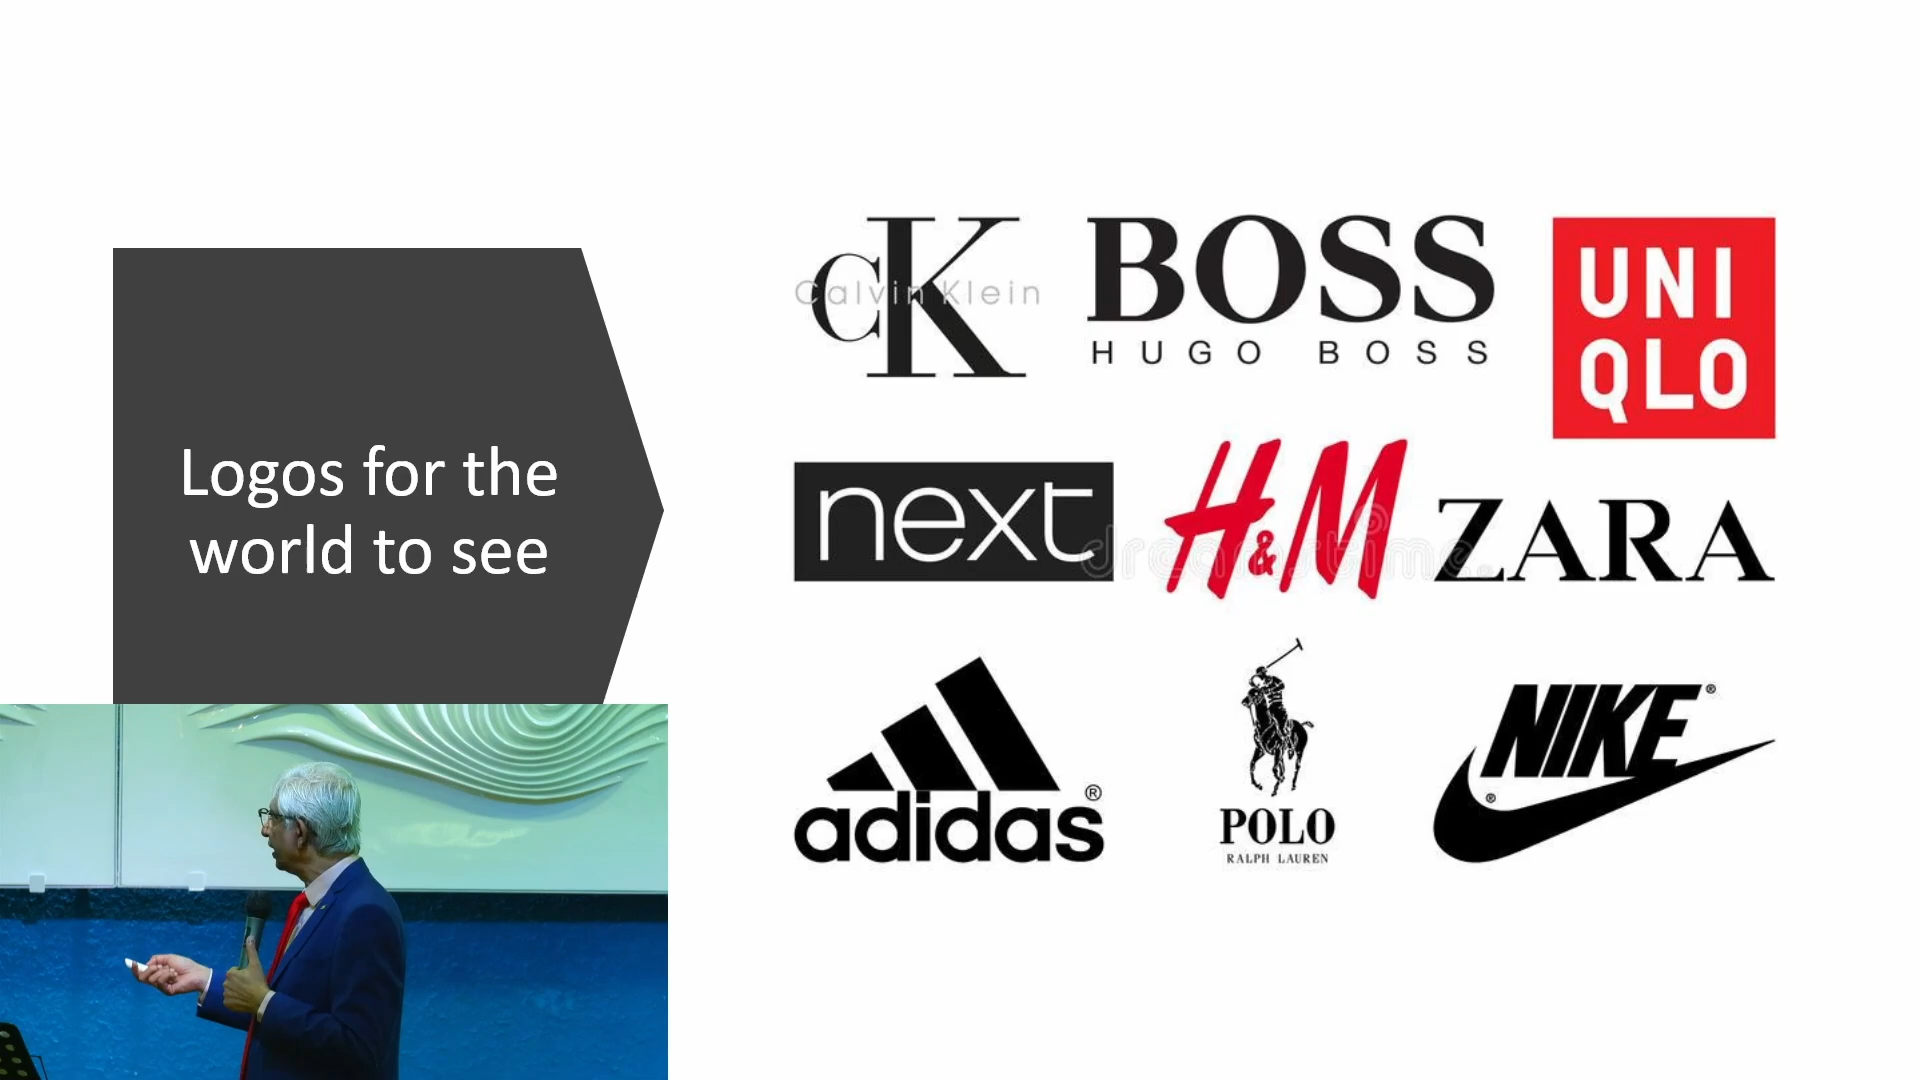 Logos for the
world to see
CK
Calvin Klein
BOSS
HUGO BOSS
UNI
QLO
next
H&M
ZARA
dreamstime.
adidas®
POLO
RALPH LAUREN
NIKE®
®